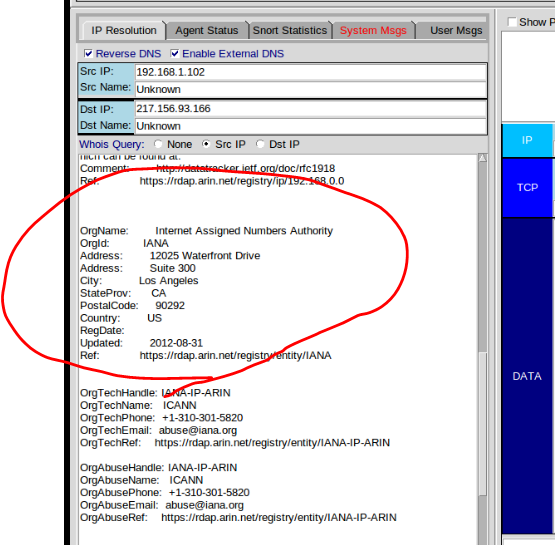 Show P
IP Resolution Agent Status Snort Statistics System Msgs User Msgs
Reverse DNS Enable External DNS
Src IP: 192.168.1.102
Src Name: Unknown
Dst IP: 217.156.93.166
Dst Name: Unknown
Whois Query: None Src IP Dst IP
nich can be found at:
Comment: http://datatracker.ietf.org/doc/rfc1918
Ref: https://rdap.arin.net/registry/ip/192.168.0.0
OrgName: Internet Assigned Numbers Authority
OrgId: IANA
Address: 12025 Waterfront Drive
Address: Suite 300
City: Los Angeles
StateProv: CA
PostalCode: 90292
Country: US
RegDate:
Updated: 2012-08-31
Ref: https://rdap.arin.net/registry/entity/IANA
OrgTechHandle: IANA-IP-ARIN
OrgTechName: ICANN
OrgTechPhone: +1-310-301-5820
OrgTechEmail: abuse@iana.org
OrgTechRef: https://rdap.arin.net/registry/entity/IANA-IP-ARIN
OrgAbuseHandle: IANA-IP-ARIN
OrgAbuseName: ICANN
OrgAbusePhone: +1-310-301-5820
OrgAbuseEmail: abuse@iana.org
OrgAbuseRef: https://rdap.arin.net/registry/entity/IANA-IP-ARIN
IP
TCP
DATA